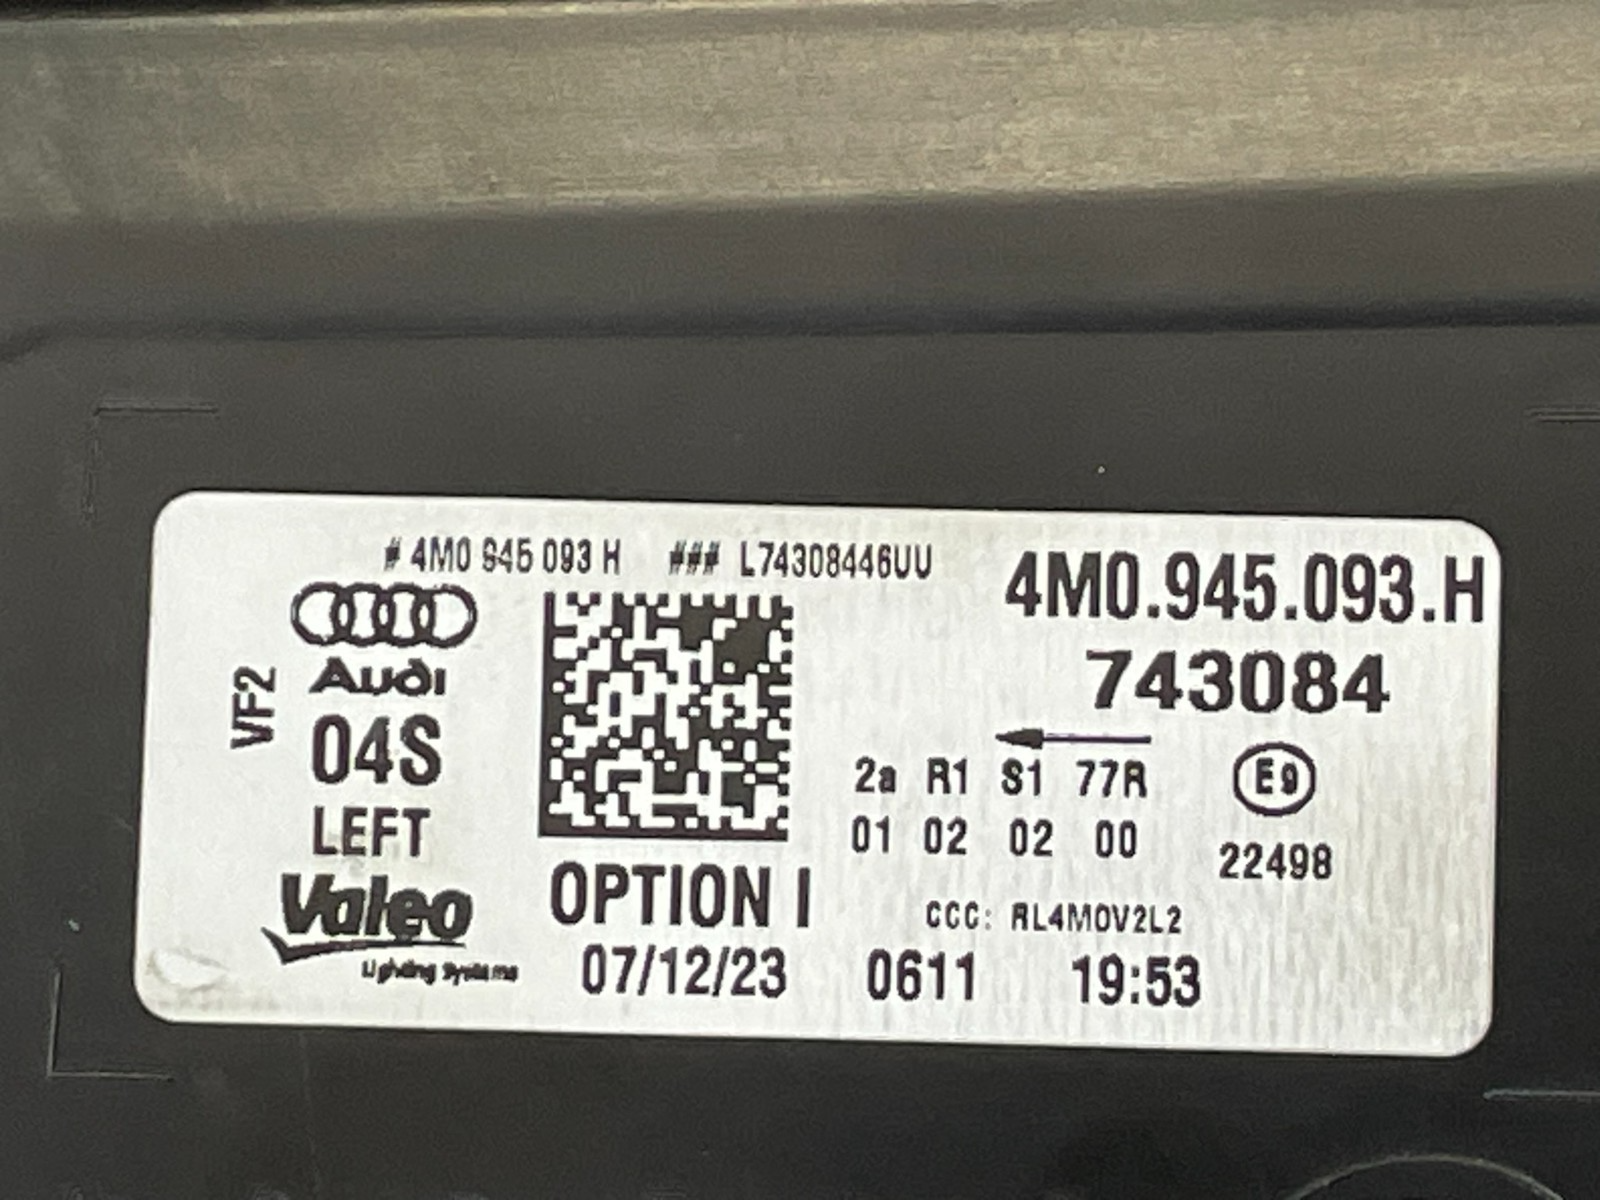 # 4M0 945 093 H ### L74308446UU
4M0.945.093.H
743084
Audi
VF2
04S
LEFT
Valeo
Lighting Systems
OPTION I
07/12/23 0611 19:53
2a R1 S1 77R
01 02 02 00
E9
22498
CCC: RL4M0V2L2